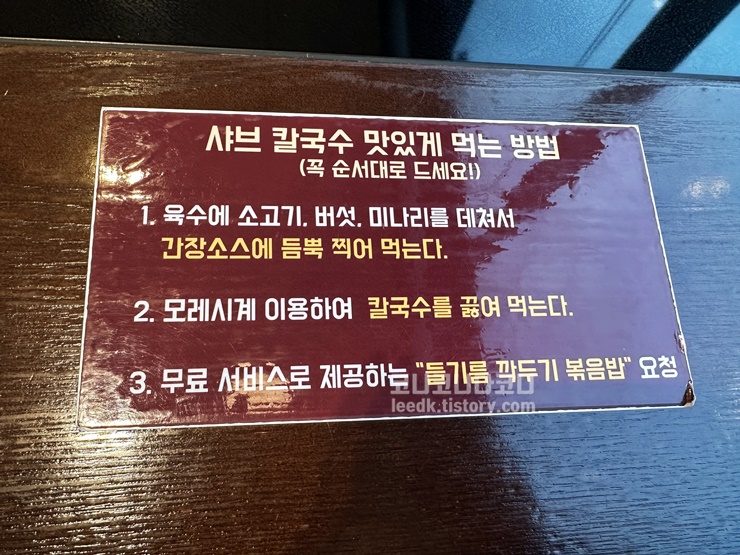 샤브 칼국수 맛있게 먹는 방법
(꼭 순서대로 드세요!)
1. 육수에 소고기, 버섯, 미나리를 데쳐서
간장소스에 듬뿍 찍어 먹는다.
2. 모레시계 이용하여 칼국수를 끓여 먹는다.
3. 무료 서비스로 제공하는 "들기름 깍두기 볶음밥" 요청
leedk.tistory.com